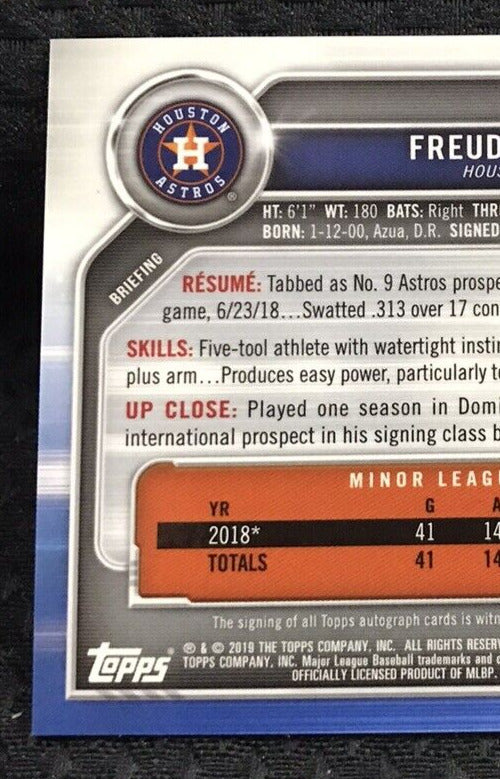 HOUSTON
ASTROS
®
FREUD
HOUS
HT: 6'1" WT: 180 BATS: Right THR
BORN: 1-12-00, Azua, D.R. SIGNED
BRIEFING
RÉSUMÉ: Tabbed as No. 9 Astros prospe
game, 6/23/18...Swatted .313 over 17 con
SKILLS: Five-tool athlete with watertight instin
plus arm...Produces easy power, particularly to
UP CLOSE: Played one season in Domi
international prospect in his signing class b
MINOR LEAGU
YR G A
2018* 41 14
TOTALS 41 14
The signing of all Topps autograph cards is witn
topps
® & © 2019 THE TOPPS COMPANY, INC. ALL RIGHTS RESERV
TOPPS COMPANY, INC. Major League Baseball trademarks and c
OFFICIALLY LICENSED PRODUCT OF MLBP.